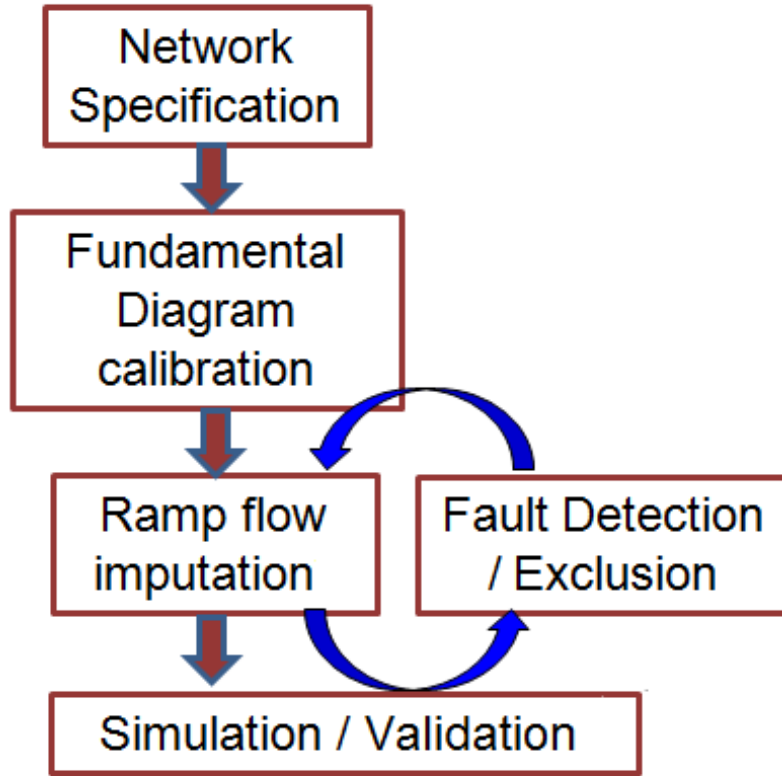 Network
Specification
Fundamental
Diagram
calibration
Ramp flow
imputation
Fault Detection
/ Exclusion
Simulation / Validation